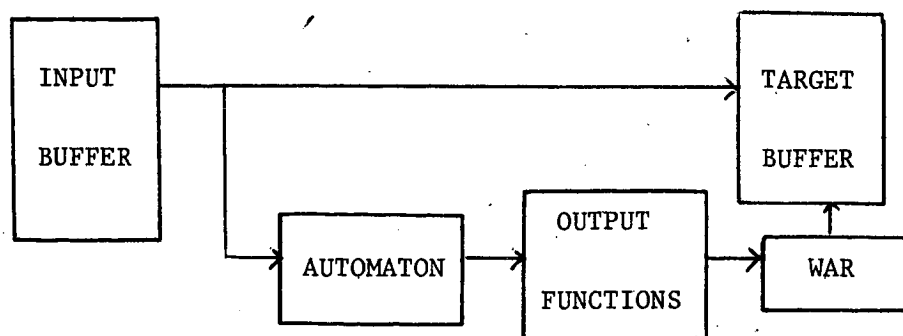 INPUT
BUFFER
TARGET
BUFFER
AUTOMATON
OUTPUT
FUNCTIONS
WAR